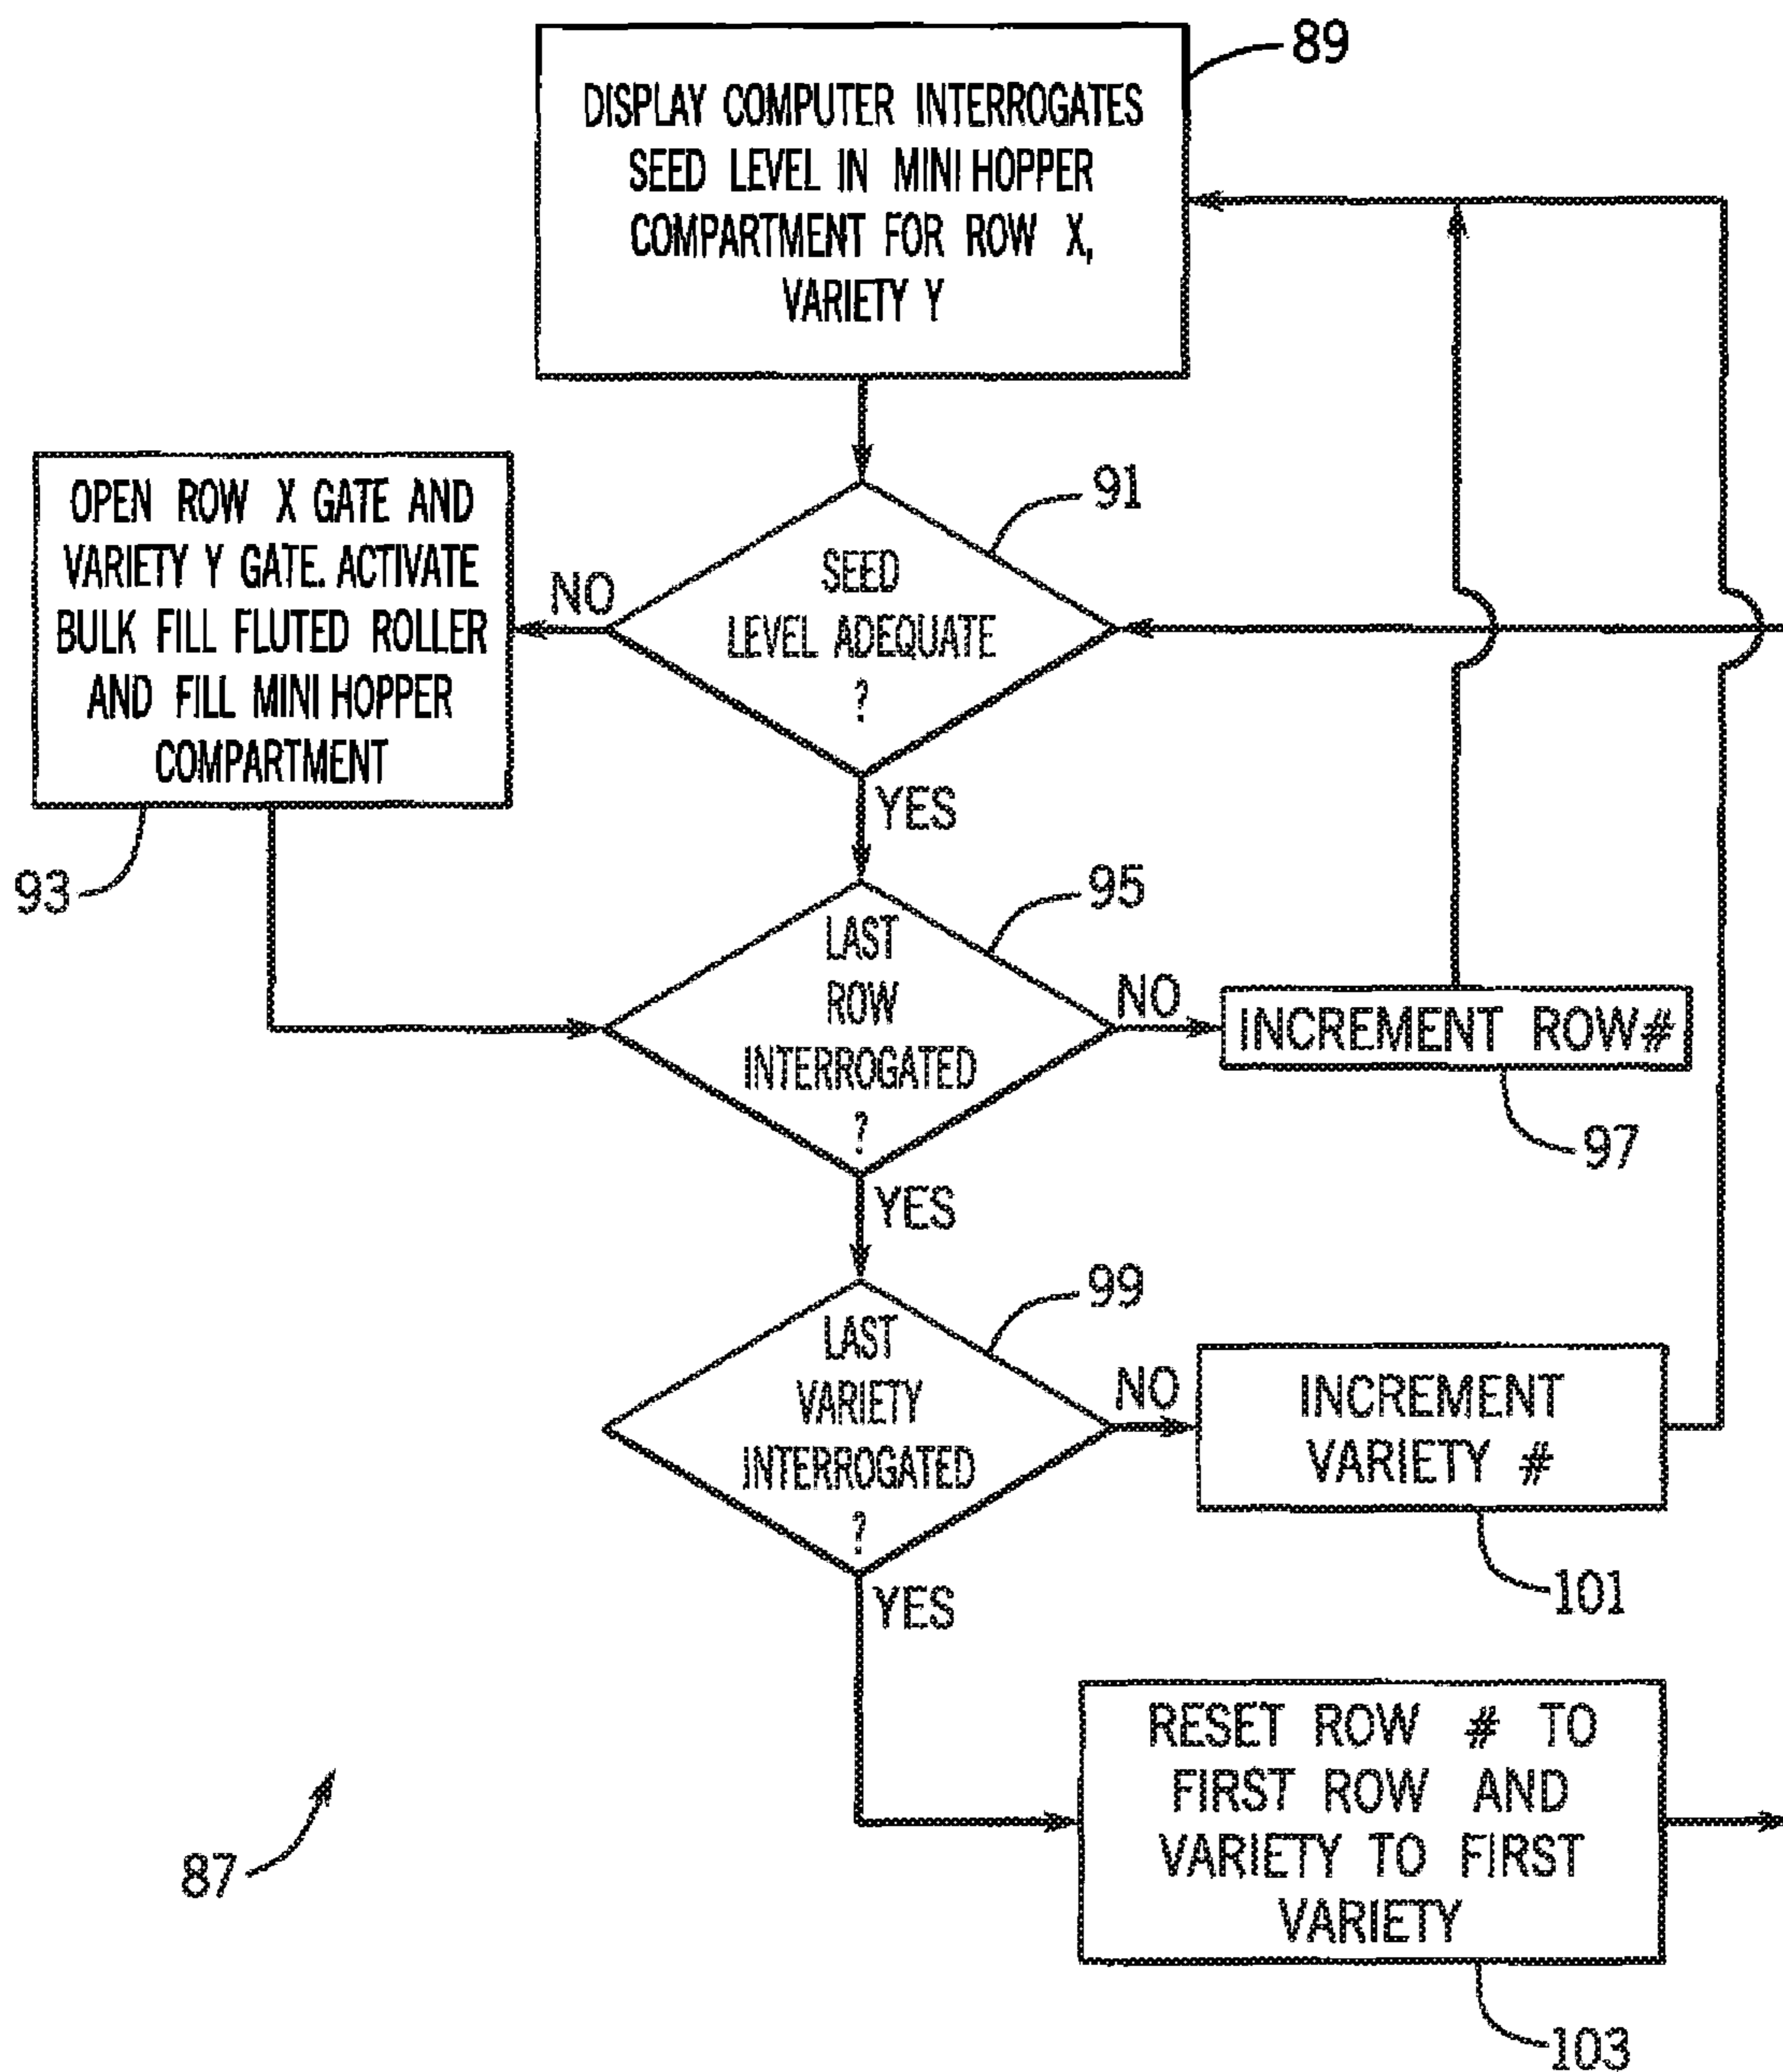 89
DISPLAY COMPUTER INTERROGATES
SEED LEVEL IN MINI HOPPER
COMPARTMENT FOR ROW X,
VARIETY Y
91
SEED
LEVEL ADEQUATE
?
NO
YES
OPEN ROW X GATE AND
VARIETY Y GATE. ACTIVATE
BULK FILL FLUTED ROLLER
AND FILL MINI HOPPER
COMPARTMENT
93
95
LAST
ROW
INTERROGATED
?
NO
INCREMENT ROW#
97
YES
99
LAST
VARIETY
INTERROGATED
?
NO
INCREMENT
VARIETY #
101
YES
RESET ROW # TO
FIRST ROW AND
VARIETY TO FIRST
VARIETY
103
87